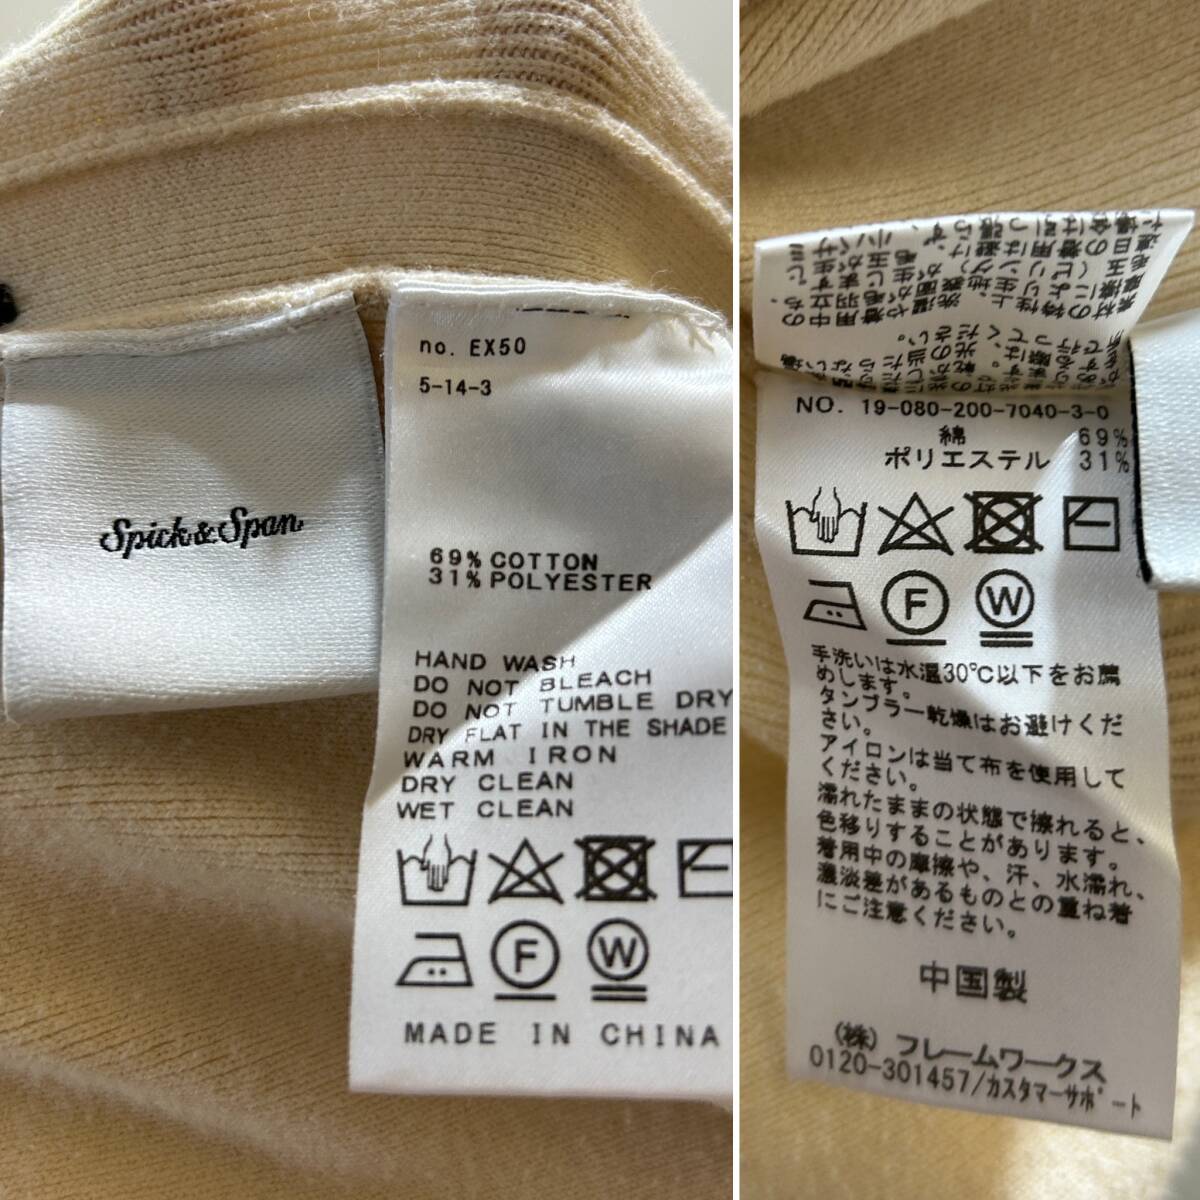 Spick & Span
no. EX50
5-14-3
69% COTTON
31% POLYESTER
HAND WASH
DO NOT BLEACH
DO NOT TUMBLE DRY
DRY FLAT IN THE SHADE
WARM IRON
DRY CLEAN
WET CLEAN
F
W
MADE IN CHINA
NO. 19-080-200-7040-3-0
綿 69%
ポリエステル 31%
F
W
手洗いは水温30℃以下をお薦
めします。
タンブラー乾燥はお避けくだ
さい。
アイロンは当て布を使用して
ください。
濡れたままの状態で擦れると、
色移りすることがあります。
着用中の摩擦や、汗、水濡れ、
濃淡差があるものとの重ね着
にご注意ください。
中国製
(株) フレームワークス
0120-301457/カスタマーサポート